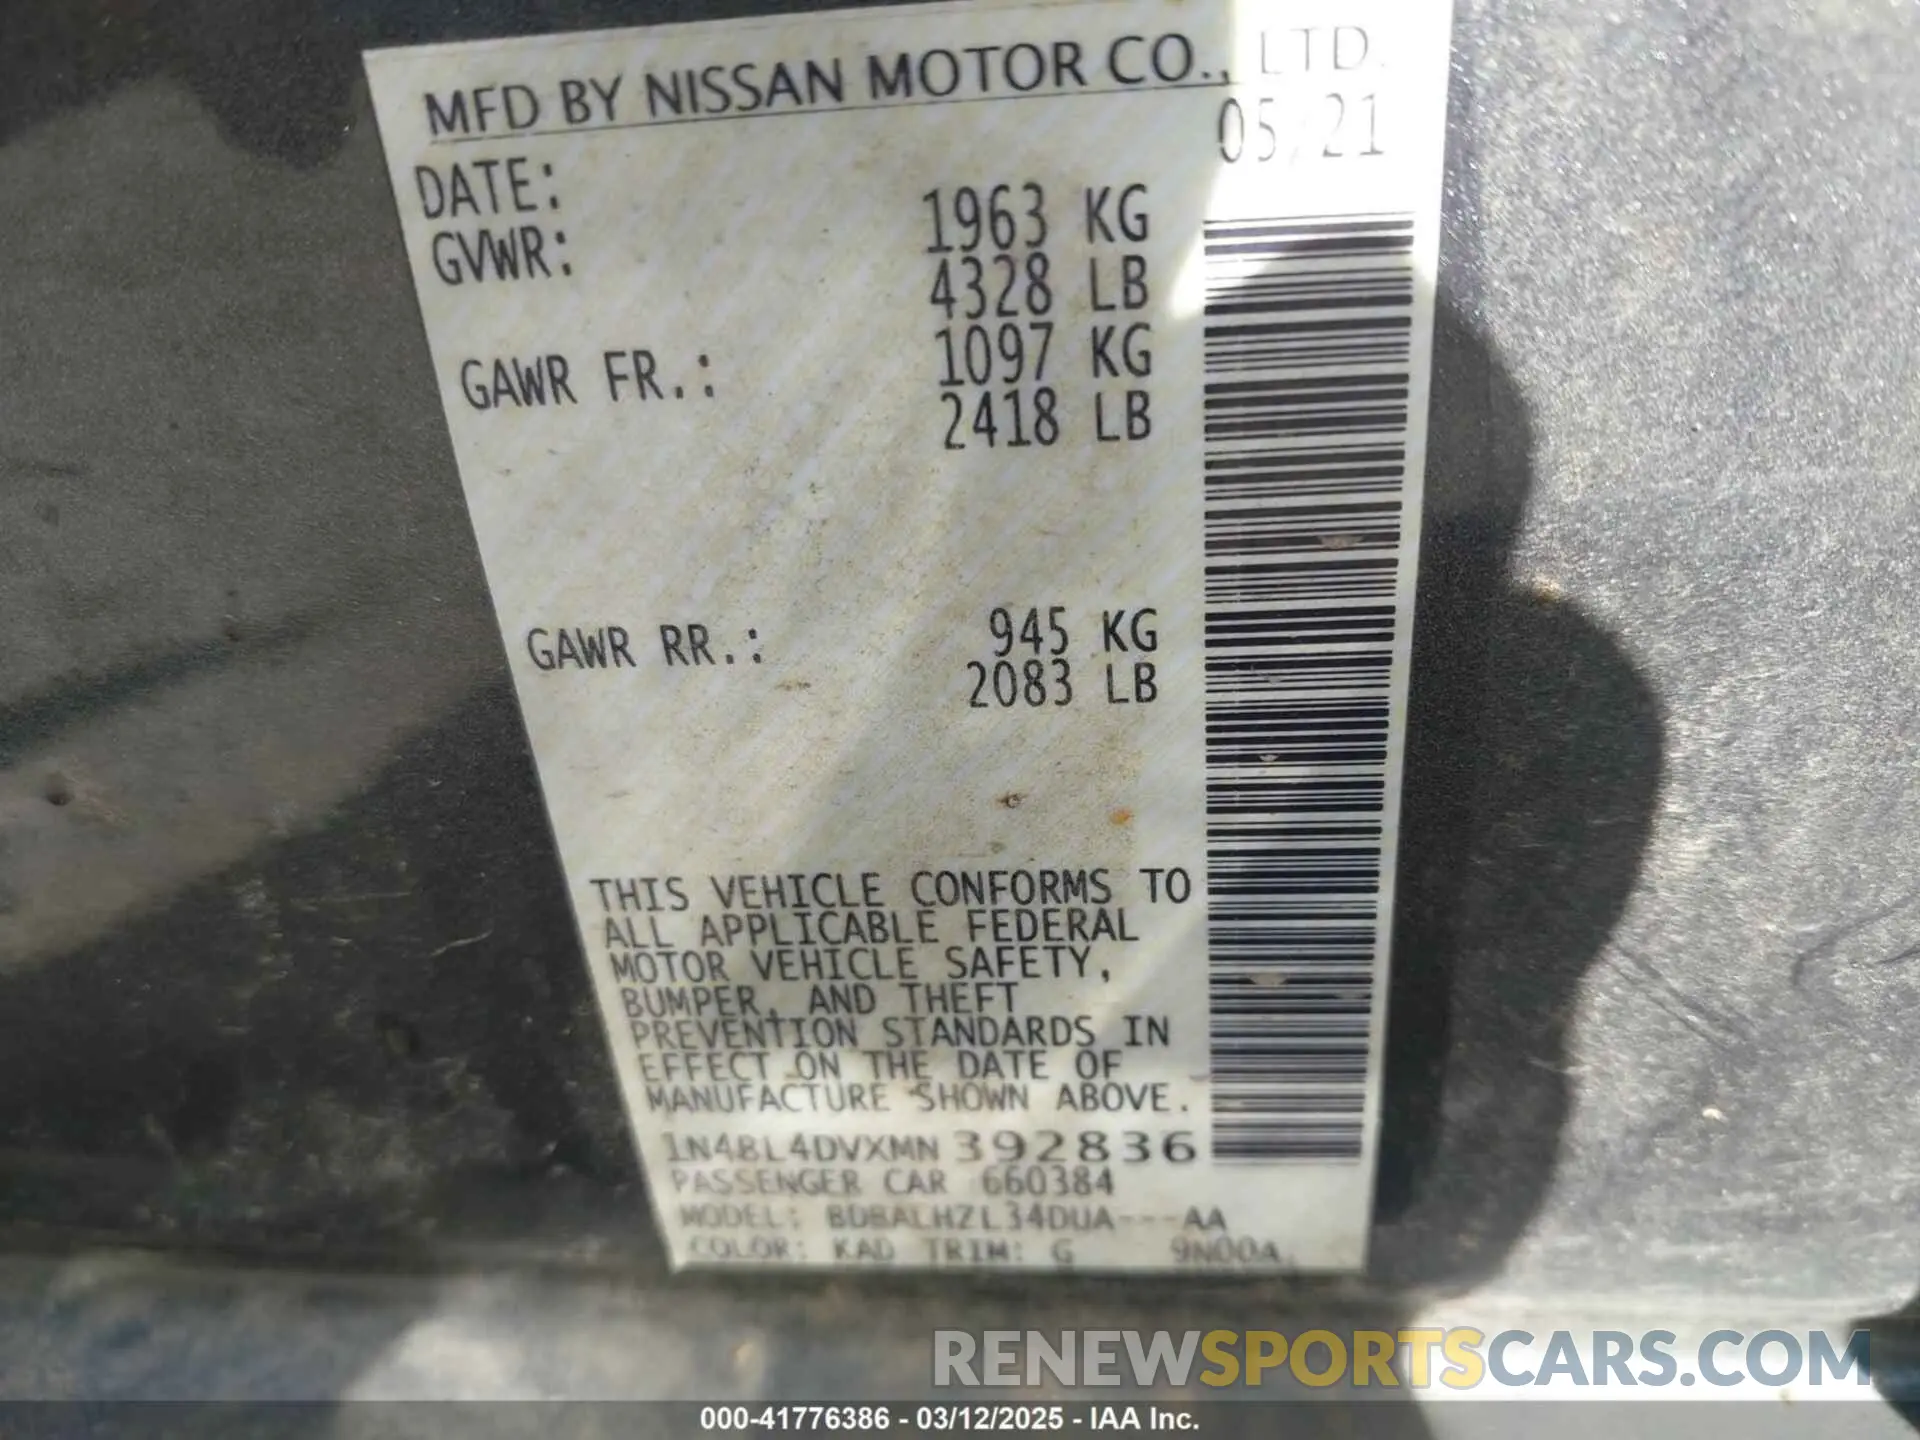 MFD BY NISSAN MOTOR CO., LTD.
DATE: 05/21
GVWR: 1963 KG
4328 LB
GAWR FR.: 1097 KG
2418 LB
GAWR RR.: 945 KG
2083 LB
THIS VEHICLE CONFORMS TO
ALL APPLICABLE FEDERAL
MOTOR VEHICLE SAFETY,
BUMPER, AND THEFT
PREVENTION STANDARDS IN
EFFECT ON THE DATE OF
MANUFACTURE SHOWN ABOVE.
1N4BL4DVXMN392836
PASSENGER CAR 660384
MODEL: BDBALHZL34DUA---AA
COLOR: KAD TRIM: G 9N00A
RENEWSPORTSCARS.COM
000-41776386 - 03/12/2025 - IAA Inc.